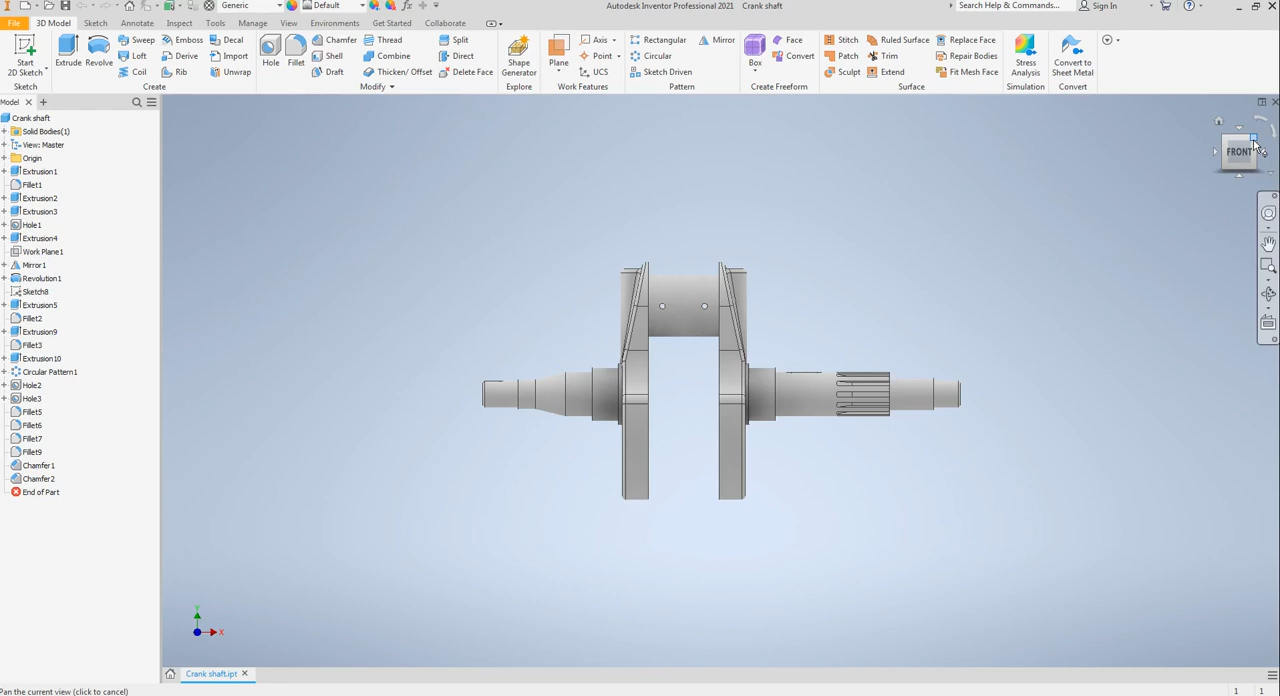 Generic
Default
Autodesk Inventor Professional 2021 Crank shaft
Search Help & Commands...
Sign In
File
3D Model
Sketch
Annotate
Inspect
Tools
Manage
View
Environments
Get Started
Collaborate
Start
2D Sketch
Sketch
Extrude
Revolve
Sweep
Emboss
Decal
Loft
Derive
Import
Coil
Rib
Unwrap
Create
Hole
Fillet
Chamfer
Thread
Split
Shell
Combine
Direct
Draft
Thicken/ Offset
Delete Face
Modify
Shape
Generator
Explore
Plane
Axis
Point
UCS
Work Features
Rectangular
Mirror
Circular
Sketch Driven
Pattern
Box
Face
Convert
Create Freeform
Stitch
Ruled Surface
Replace Face
Patch
Trim
Repair Bodies
Sculpt
Extend
Fit Mesh Face
Surface
Stress
Analysis
Simulation
Convert to
Sheet Metal
Convert
Model
Crank shaft
Solid Bodies(1)
View: Master
Origin
Extrusion1
Fillet1
Extrusion2
Extrusion3
Hole1
Extrusion4
Work Plane1
Mirror1
Revolution1
Sketch8
Extrusion5
Fillet2
Extrusion9
Fillet3
Extrusion10
Circular Pattern1
Hole2
Hole3
Fillet5
Fillet6
Fillet7
Fillet9
Chamfer1
Chamfer2
End of Part
FRONT
Y
X
Crank shaft.ipt
Pan the current view (click to cancel)
1
1